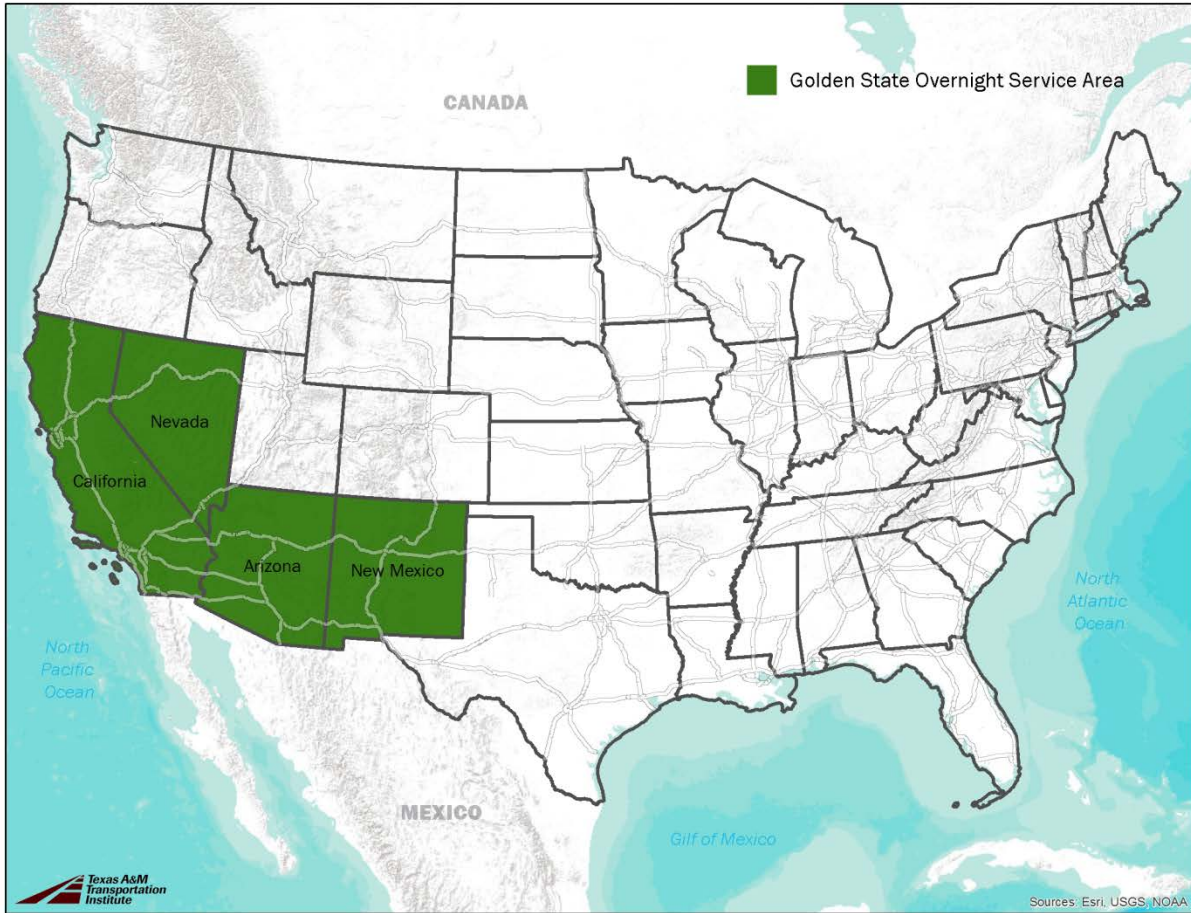 Golden State Overnight Service Area
CANADA
Nevada
California
Arizona
New Mexico
North
Pacific
Ocean
North
Atlantic
Ocean
MEXICO
Gilf of Mexico
Texas A&M
Transportation
Institute
Sources: Esri, USGS, NOAA